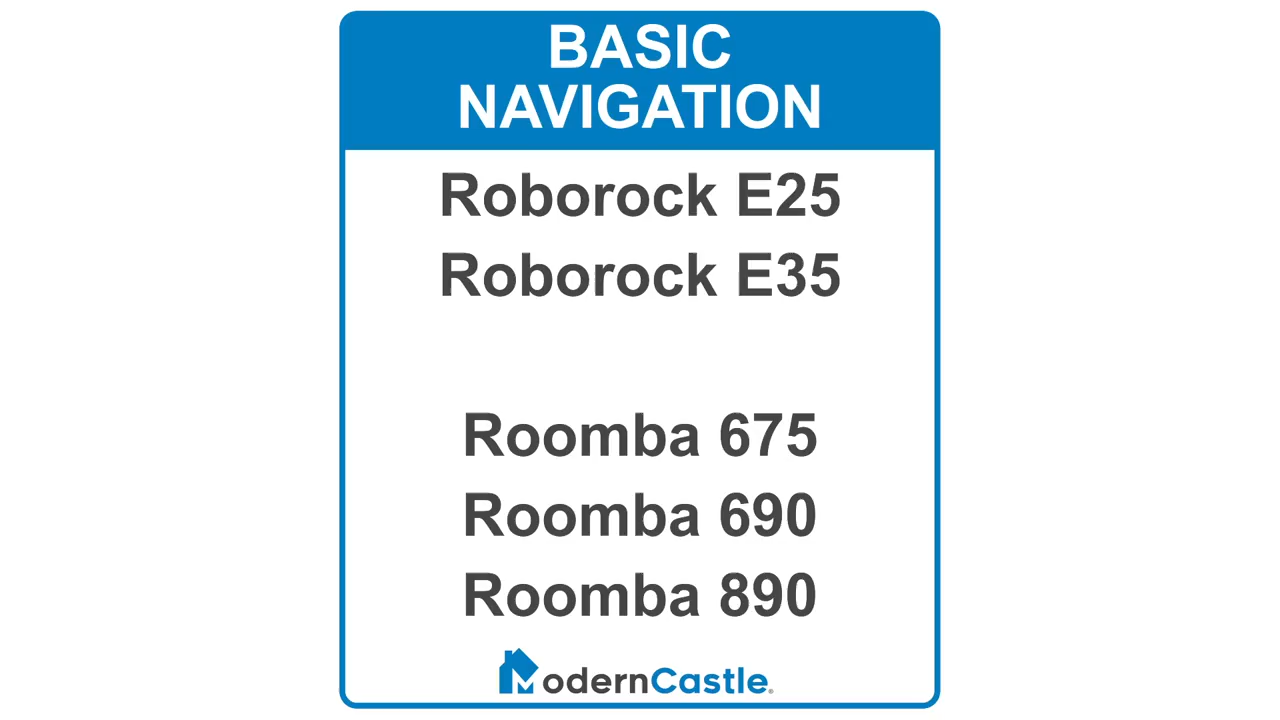 BASIC
NAVIGATION
Roborock E25
Roborock E35
Roomba 675
Roomba 690
Roomba 890
ModernCastle®